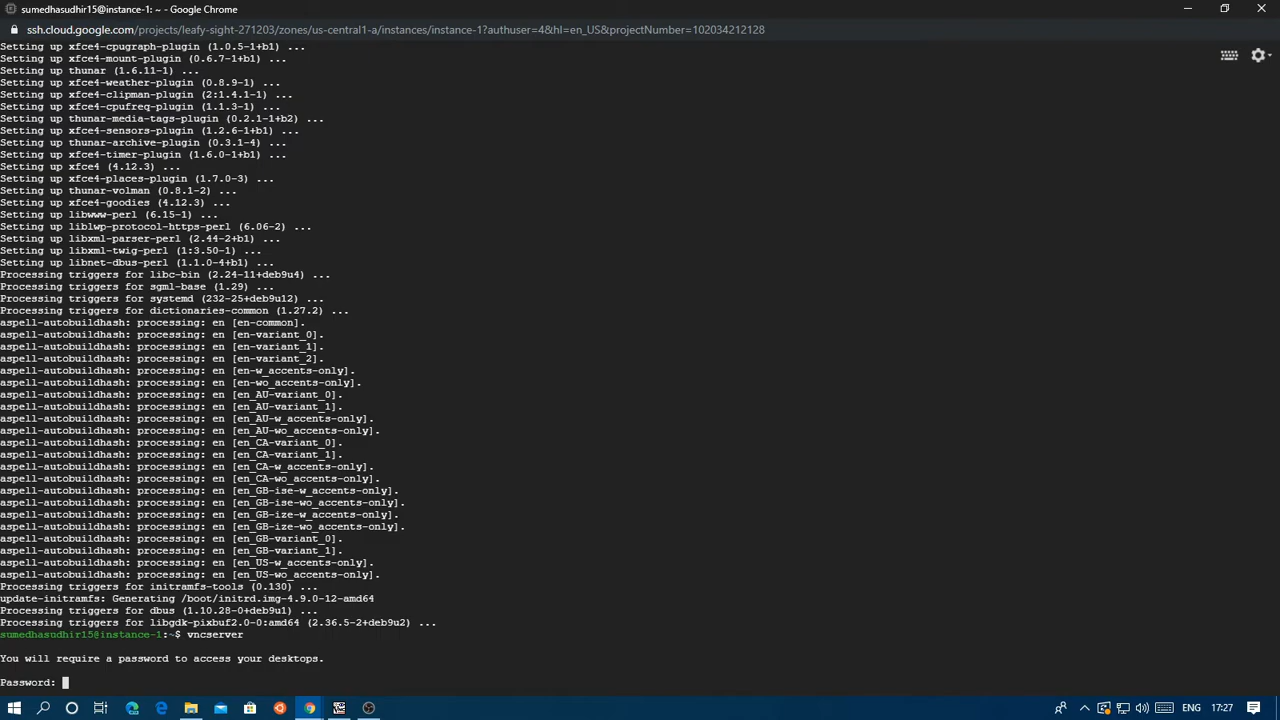 sumedhasudhir15@instance-1: ~ - Google Chrome
ssh.cloud.google.com/projects/leafy-sight-271203/zones/us-central1-a/instances/instance-1?authuser=4&hl=en_US&projectNumber=102034212128
Setting up xfce4-cpugraph-plugin (1.0.5-1+b1) ...
Setting up xfce4-mount-plugin (0.6.7-1+b1) ...
Setting up thunar (1.6.11-1) ...
Setting up xfce4-weather-plugin (0.8.9-1) ...
Setting up xfce4-clipman-plugin (2:1.4.1-1) ...
Setting up xfce4-cpufreq-plugin (1.1.3-1) ...
Setting up thunar-media-tags-plugin (0.2.1-1+b2) ...
Setting up xfce4-sensors-plugin (1.2.6-1+b1) ...
Setting up thunar-archive-plugin (0.3.1-4) ...
Setting up xfce4-timer-plugin (1.6.0-1+b1) ...
Setting up xfce4 (4.12.3) ...
Setting up xfce4-places-plugin (1.7.0-3) ...
Setting up thunar-volman (0.8.1-2) ...
Setting up xfce4-goodies (4.12.3) ...
Setting up libwww-perl (6.15-1) ...
Setting up liblwp-protocol-https-perl (6.06-2) ...
Setting up libxml-parser-perl (2.44-2+b1) ...
Setting up libxml-twig-perl (1:3.50-1) ...
Setting up libnet-dbus-perl (1.1.0-4+b1) ...
Processing triggers for libc-bin (2.24-11+deb9u4) ...
Processing triggers for sgml-base (1.29) ...
Processing triggers for systemd (232-25+deb9u12) ...
Processing triggers for dictionaries-common (1.27.2) ...
aspell-autobuildhash: processing: en [en-common].
aspell-autobuildhash: processing: en [en-variant_0].
aspell-autobuildhash: processing: en [en-variant_1].
aspell-autobuildhash: processing: en [en-variant_2].
aspell-autobuildhash: processing: en [en-w_accents-only].
aspell-autobuildhash: processing: en [en-wo_accents-only].
aspell-autobuildhash: processing: en [en_AU-variant_0].
aspell-autobuildhash: processing: en [en_AU-variant_1].
aspell-autobuildhash: processing: en [en_AU-w_accents-only].
aspell-autobuildhash: processing: en [en_AU-wo_accents-only].
aspell-autobuildhash: processing: en [en_CA-variant_0].
aspell-autobuildhash: processing: en [en_CA-variant_1].
aspell-autobuildhash: processing: en [en_CA-w_accents-only].
aspell-autobuildhash: processing: en [en_CA-wo_accents-only].
aspell-autobuildhash: processing: en [en_GB-ise-w_accents-only].
aspell-autobuildhash: processing: en [en_GB-ise-wo_accents-only].
aspell-autobuildhash: processing: en [en_GB-ize-w_accents-only].
aspell-autobuildhash: processing: en [en_GB-ize-wo_accents-only].
aspell-autobuildhash: processing: en [en_GB-variant_0].
aspell-autobuildhash: processing: en [en_GB-variant_1].
aspell-autobuildhash: processing: en [en_US-w_accents-only].
aspell-autobuildhash: processing: en [en_US-wo_accents-only].
Processing triggers for initramfs-tools (0.130) ...
update-initramfs: Generating /boot/initrd.img-4.9.0-12-amd64
Processing triggers for dbus (1.10.28-0+deb9u1) ...
Processing triggers for libgdk-pixbuf2.0-0:amd64 (2.36.5-2+deb9u2) ...
sumedhasudhir15@instance-1:~$ vncserver
You will require a password to access your desktops.
Password:
ENG 17:27